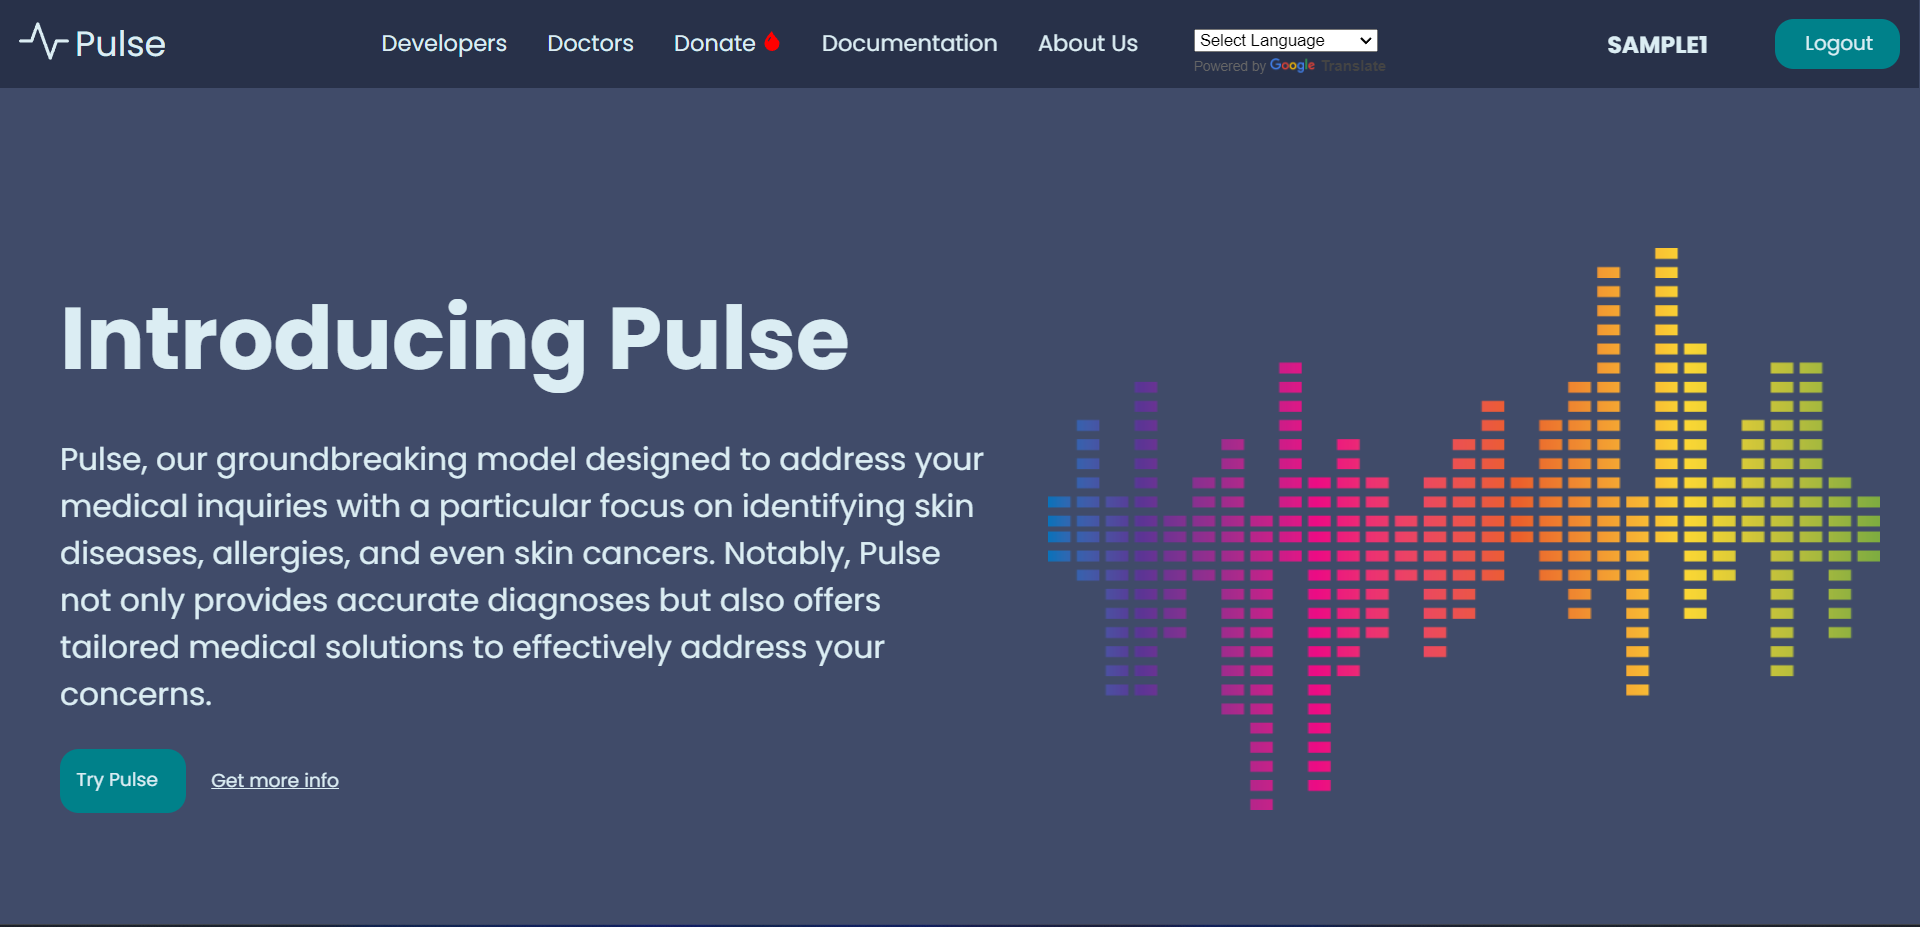 Pulse
Developers
Doctors
Donate
Documentation
About Us
Select Language
Powered by Google Translate
SAMPLE1
Logout
Introducing Pulse
Pulse, our groundbreaking model designed to address your
medical inquiries with a particular focus on identifying skin
diseases, allergies, and even skin cancers. Notably, Pulse
not only provides accurate diagnoses but also offers
tailored medical solutions to effectively address your
concerns.
Try Pulse
Get more info